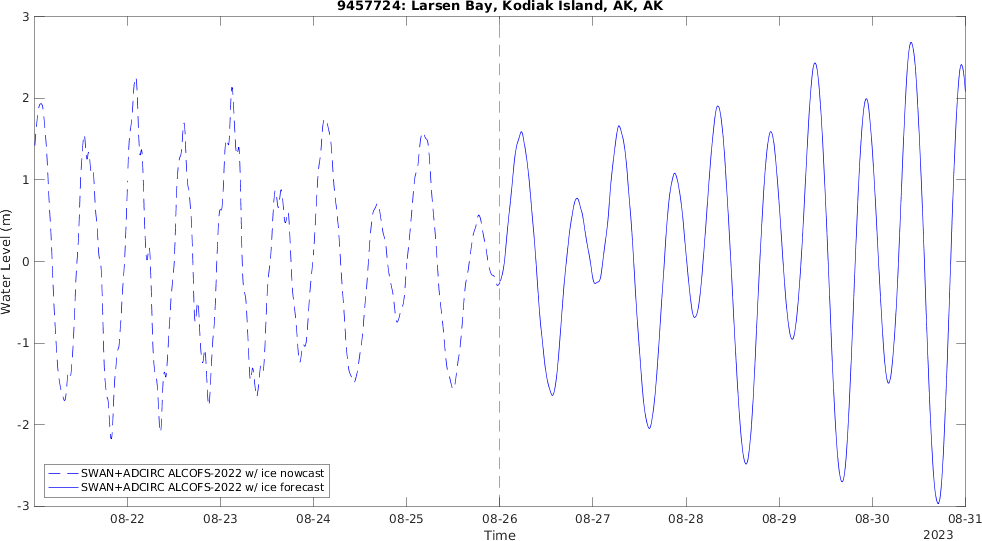 9457724: Larsen Bay, Kodiak Island, AK, AK
3
2
1
0
-1
-2
-3
Water Level (m)
SWAN+ADCIRC ALCOFS-2022 w/ ice nowcast
SWAN+ADCIRC ALCOFS-2022 w/ ice forecast
08-22 08-23 08-24 08-25 08-26 08-27 08-28 08-29 08-30 08-31
Time
2023